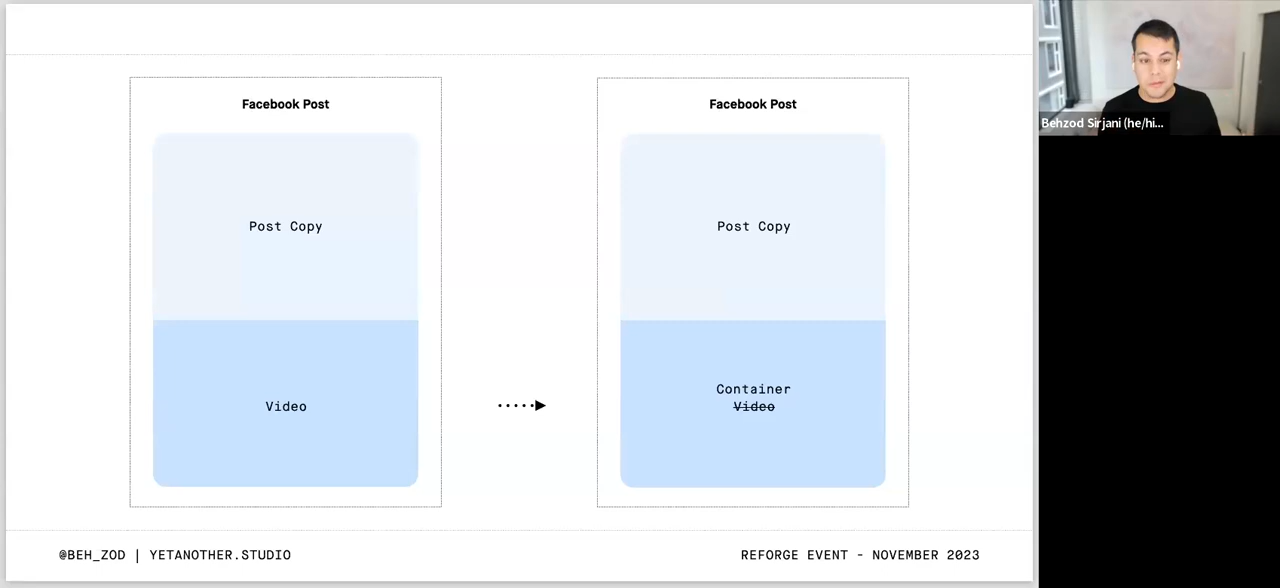 Facebook Post
Post Copy
Video
Facebook Post
Post Copy
Container
Video
@BEH_ZOD | YETANOTHER.STUDIO
REFORGE EVENT - NOVEMBER 2023
Behzod Sirjani (he/hi...